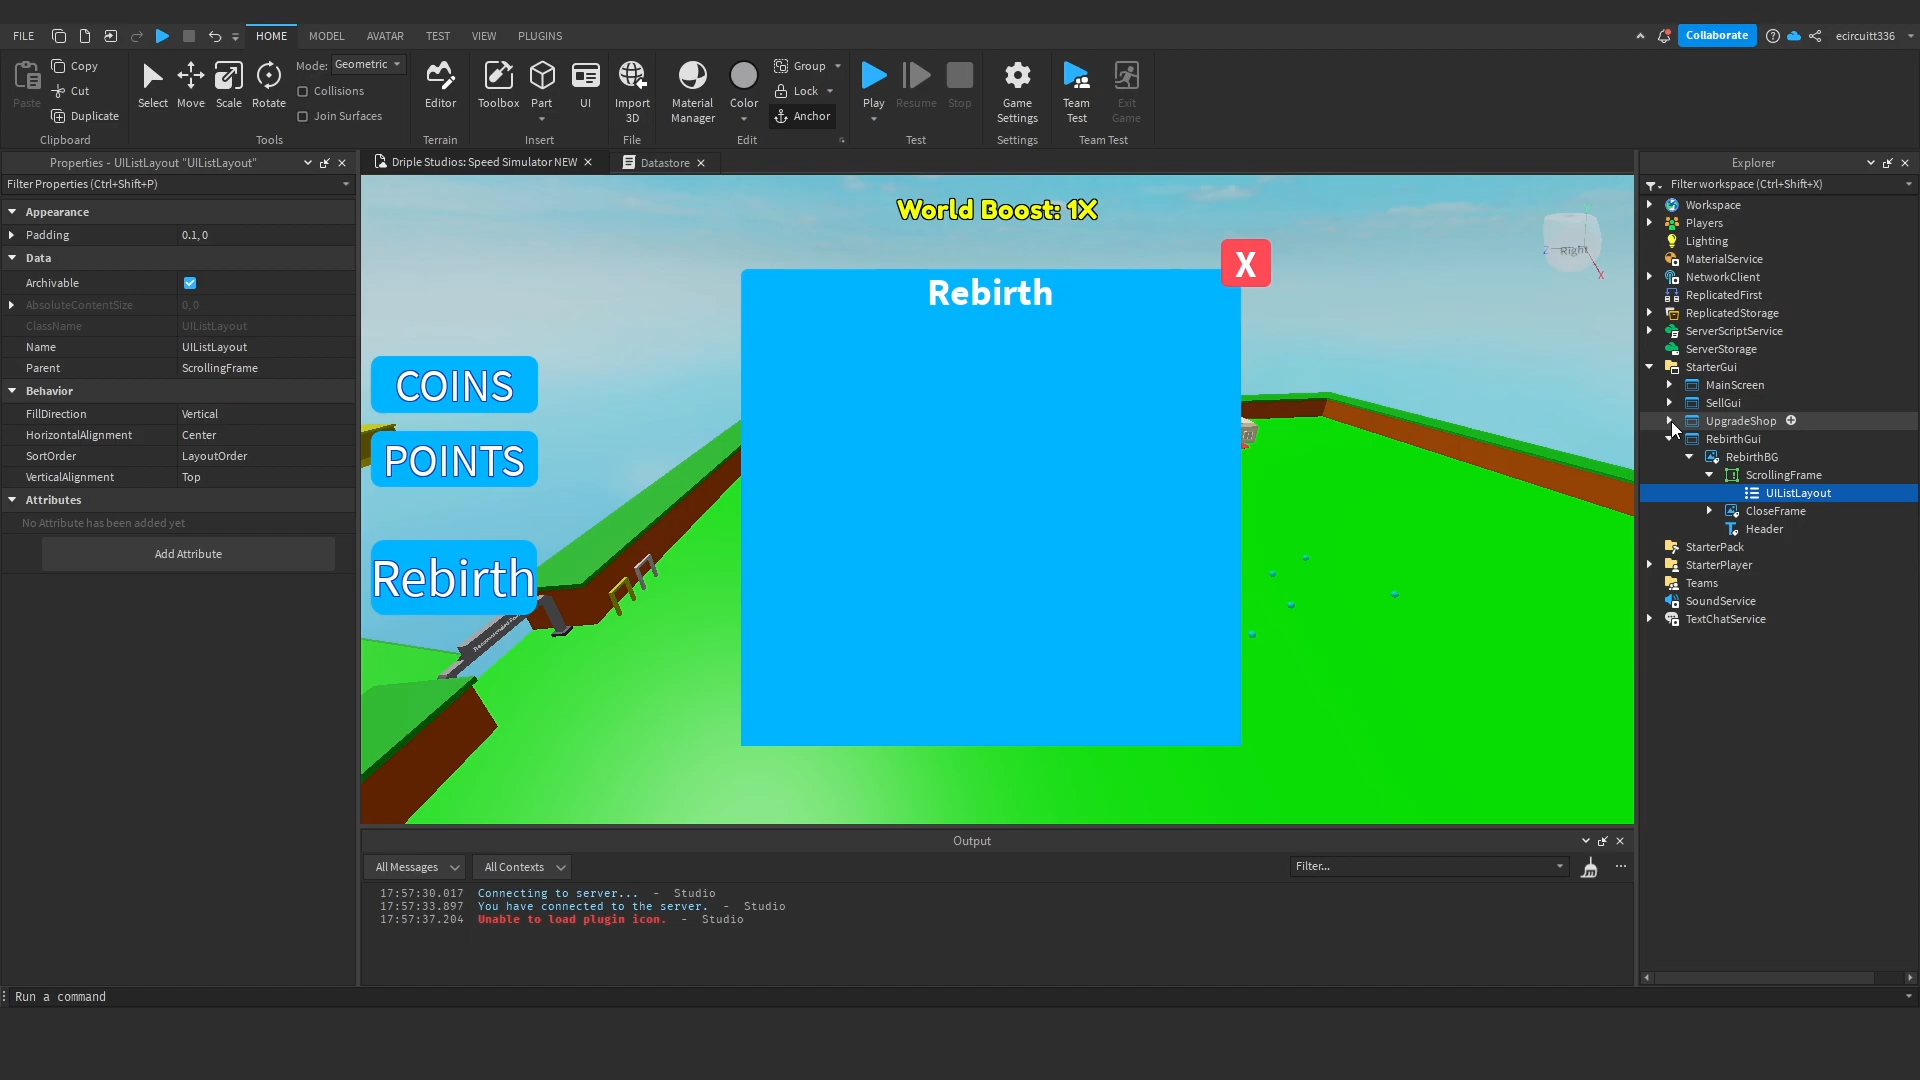 FILE HOME MODEL AVATAR TEST VIEW PLUGINS Collaborate ecircuitt336
Paste Copy Cut Duplicate Clipboard
Select Move Scale Rotate Mode: Geometric Collisions Join Surfaces Tools
Editor Terrain
Toolbox Part UI Insert
Import 3D File
Material Manager Color Group Lock Anchor Edit
Play Resume Stop Test
Game Settings Settings
Team Test Exit Game Team Test
Properties - UIListLayout "UIListLayout"
Filter Properties (Ctrl+Shift+P)
Appearance
Padding 0.1, 0
Data
Archivable
AbsoluteContentSize 0, 0
ClassName UIListLayout
Name UIListLayout
Parent ScrollingFrame
Behavior
FillDirection Vertical
HorizontalAlignment Center
SortOrder LayoutOrder
VerticalAlignment Top
Attributes
No Attribute has been added yet
Add Attribute
Driple Studios: Speed Simulator NEW Datastore
World Boost: 1X
X
Rebirth
COINS
POINTS
Rebirth
Right
Y
Z
X
Output
All Messages All Contexts Filter...
17:57:30.017 Connecting to server... - Studio
17:57:33.897 You have connected to the server. - Studio
17:57:37.204 Unable to load plugin icon. - Studio
Run a command
Explorer
Filter workspace (Ctrl+Shift+X)
Workspace
Players
Lighting
MaterialService
NetworkClient
ReplicatedFirst
ReplicatedStorage
ServerScriptService
ServerStorage
StarterGui
MainScreen
SellGui
UpgradeShop
RebirthGui
RebirthBG
ScrollingFrame
UIListLayout
CloseFrame
Header
StarterPack
StarterPlayer
Teams
SoundService
TextChatService